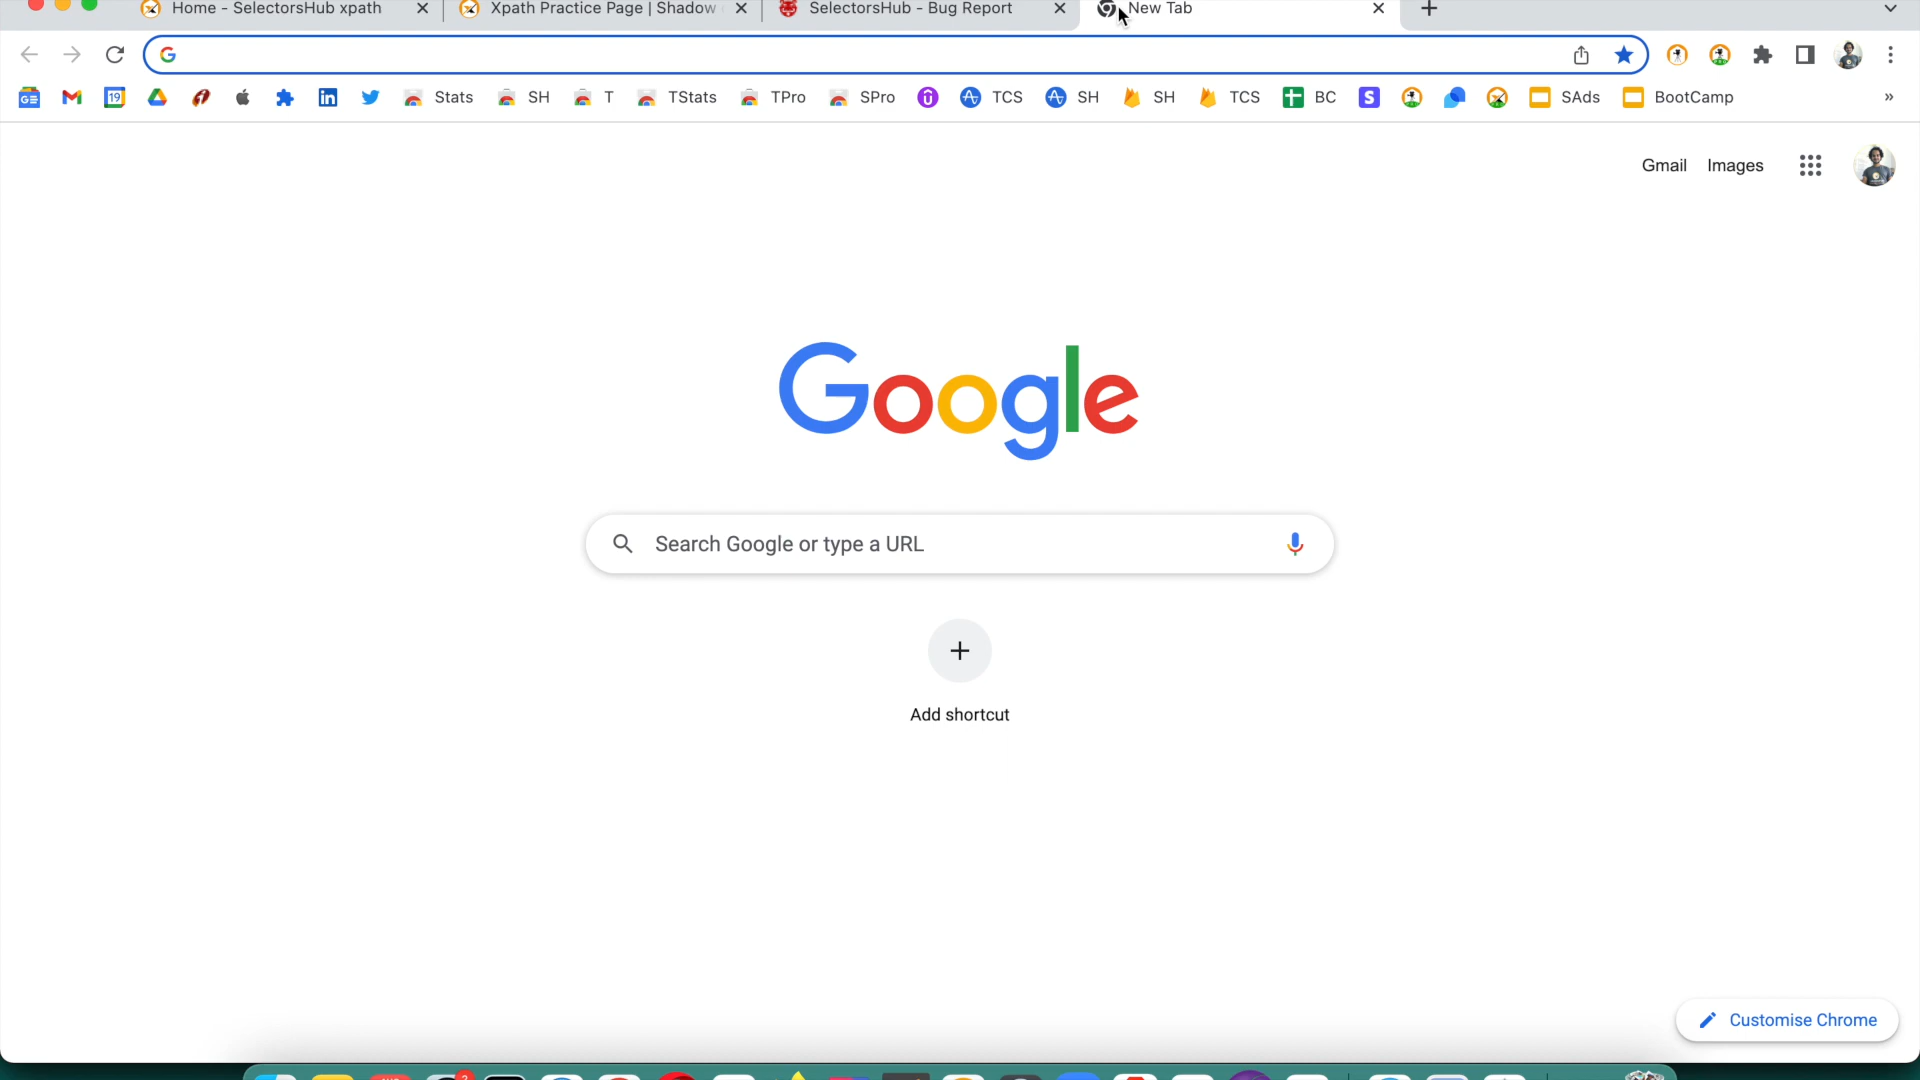 Home - SelectorsHub xpath
Xpath Practice Page | Shadow
SelectorsHub - Bug Report
New Tab
19
Stats
SH
T
TStats
TPro
SPro
TCS
SH
SH
TCS
BC
S
SAds
BootCamp
»
Gmail
Images
Google
Search Google or type a URL
Add shortcut
Customise Chrome